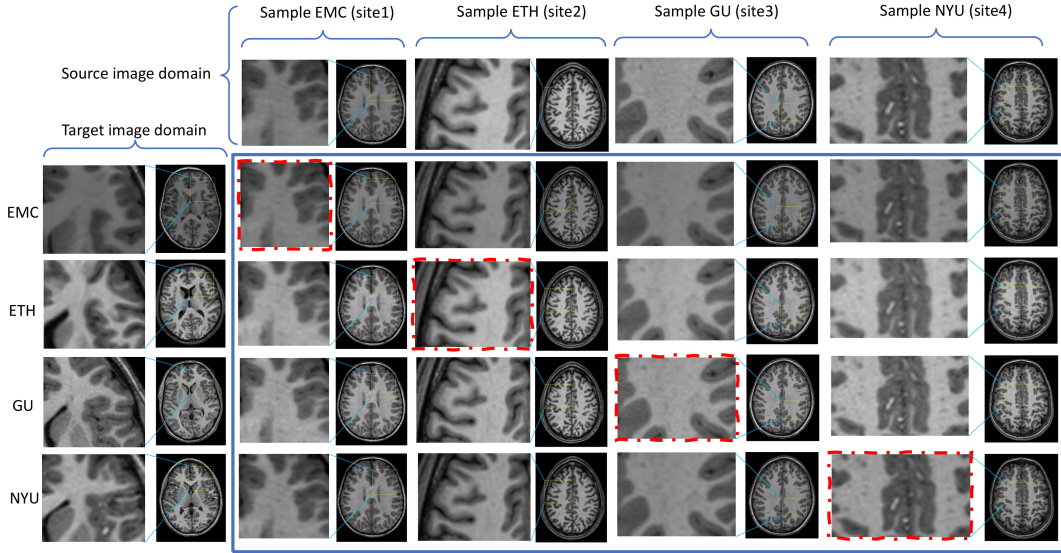 Sample EMC (site1)
Sample ETH (site2)
Sample GU (site3)
Sample NYU (site4)
Source image domain
Target image domain
EMC
ETH
GU
NYU